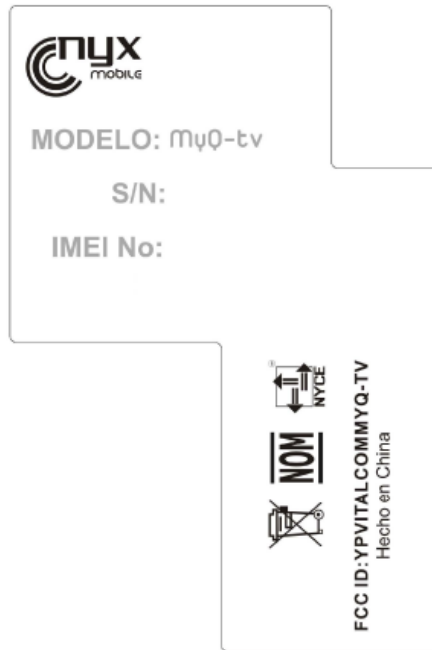 nyx
mobile
MODELO: MyQ-tv
S/N:
IMEI No:
NYCE
NOM
FCC ID:YPVITALCOMMYQ-TV
Hecho en China